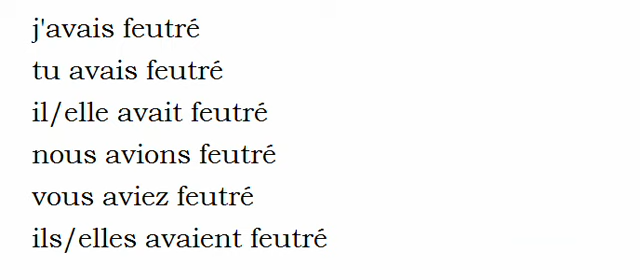 j'avais feutré
tu avais feutré
il/elle avait feutré
nous avions feutré
vous aviez feutré
ils/elles avaient feutré